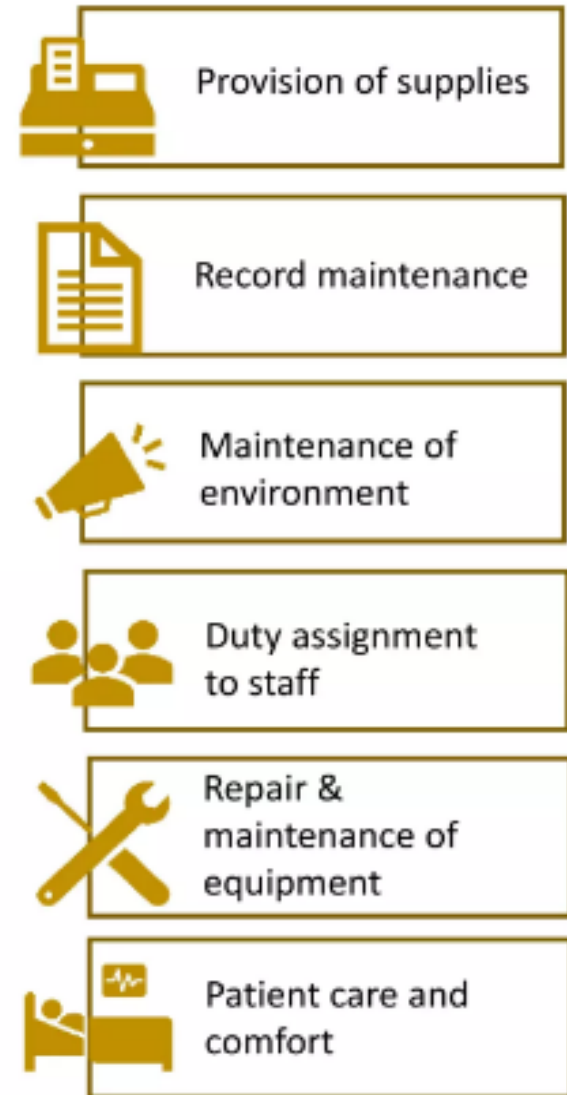 Provision of supplies
Record maintenance
Maintenance of
environment
Duty assignment
to staff
Repair &
maintenance of
equipment
Patient care and
comfort